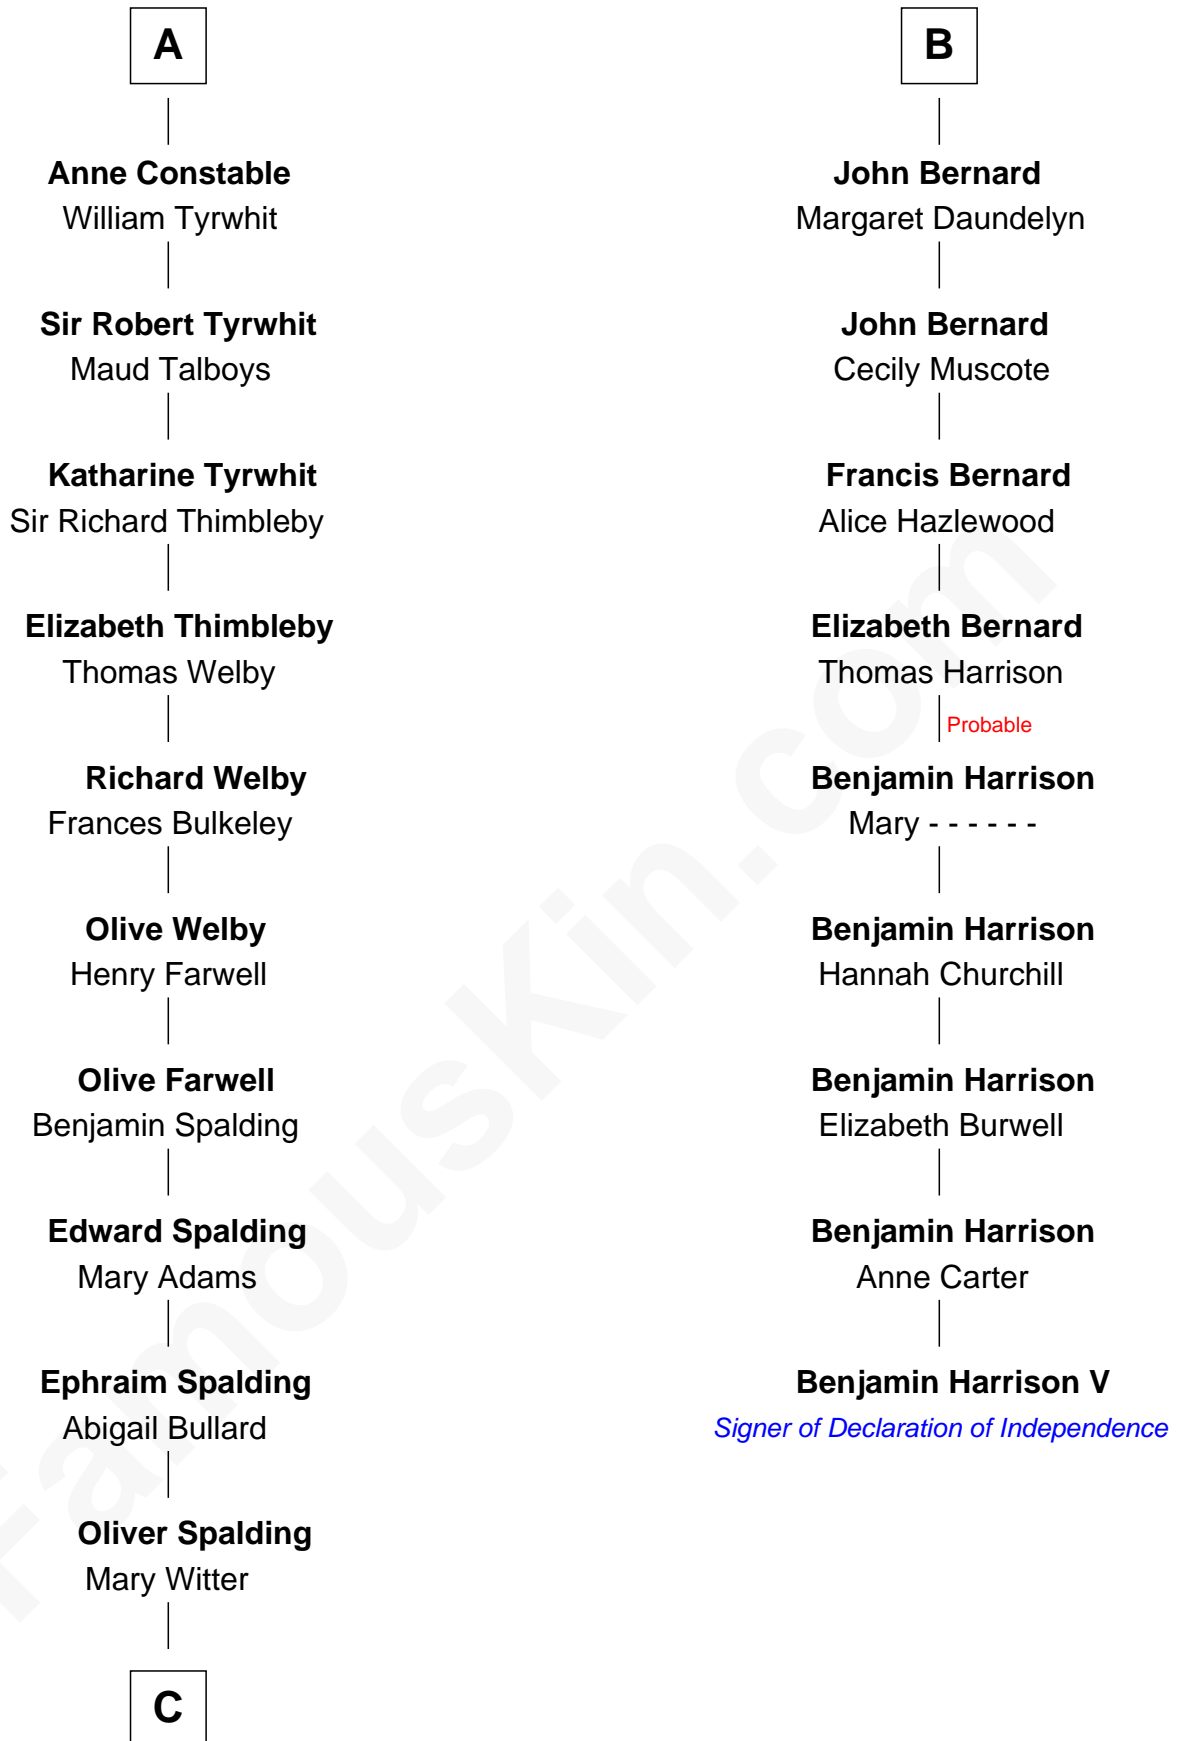 A
Anne Constable
William Tyrwhit
Sir Robert Tyrwhit
Maud Talboys
Katharine Tyrwhit
Sir Richard Thimbleby
Elizabeth Thimbleby
Thomas Welby
Richard Welby
Frances Bulkeley
Olive Welby
Henry Farwell
Olive Farwell
Benjamin Spalding
Edward Spalding
Mary Adams
Ephraim Spalding
Abigail Bullard
Oliver Spalding
Mary Witter
C
B
John Bernard
Margaret Daundelyn
John Bernard
Cecily Muscote
Francis Bernard
Alice Hazlewood
Elizabeth Bernard
Thomas Harrison
Probable
Benjamin Harrison
Mary - - - - - -
Benjamin Harrison
Hannah Churchill
Benjamin Harrison
Elizabeth Burwell
Benjamin Harrison
Anne Carter
Benjamin Harrison V
Signer of Declaration of Independence
FamousKin.com